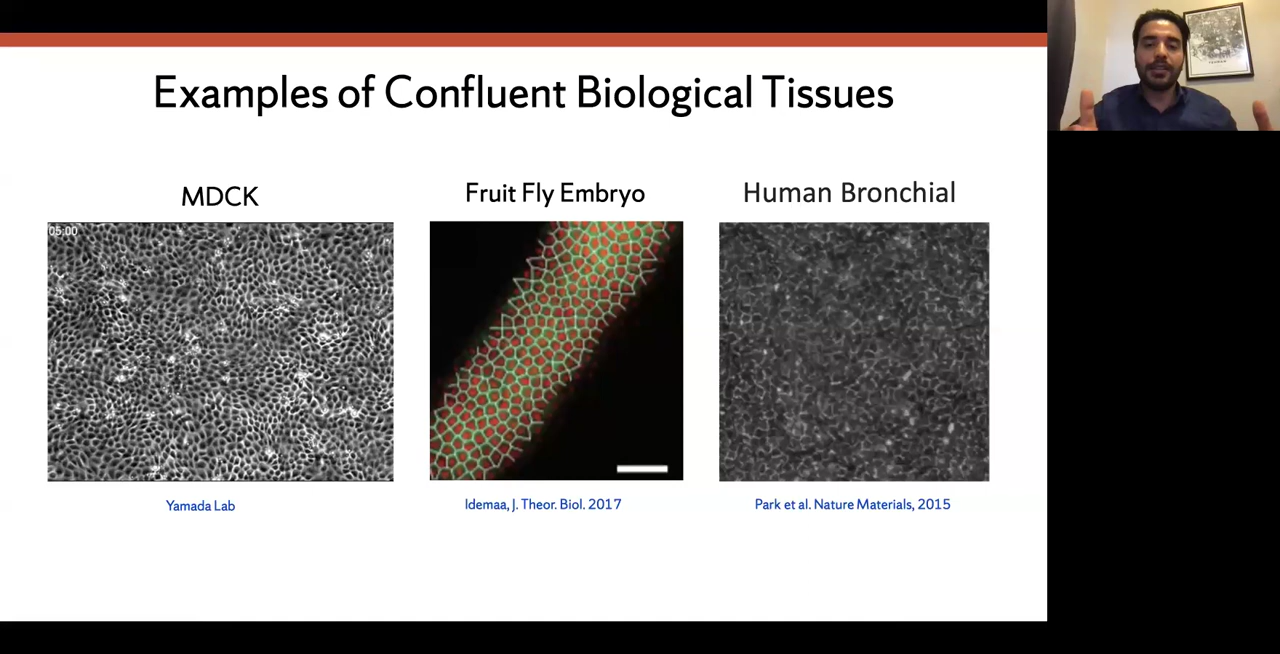 Examples of Confluent Biological Tissues
MDCK
Fruit Fly Embryo
Human Bronchial
05:00
Yamada Lab
Idemaa, J. Theor. Biol. 2017
Park et al. Nature Materials, 2015